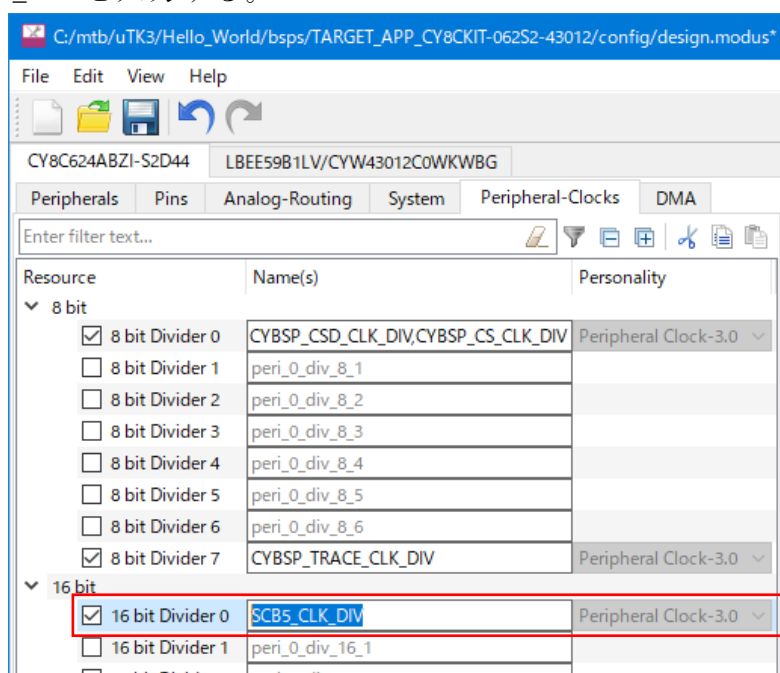 C:/mtb/uTK3/Hello_World/bsps/TARGET_APP_CY8CKIT-062S2-43012/config/design.modus*
File Edit View Help
CY8C624ABZI-S2D44 LBEE59B1LV/CYW43012C0WKWBG
Peripherals Pins Analog-Routing System Peripheral-Clocks DMA
Enter filter text...
Resource Name(s) Personality
8 bit
8 bit Divider 0 CYBSP_CSD_CLK_DIV,CYBSP_CS_CLK_DIV Peripheral Clock-3.0
8 bit Divider 1 peri_0_div_8_1
8 bit Divider 2 peri_0_div_8_2
8 bit Divider 3 peri_0_div_8_3
8 bit Divider 4 peri_0_div_8_4
8 bit Divider 5 peri_0_div_8_5
8 bit Divider 6 peri_0_div_8_6
8 bit Divider 7 CYBSP_TRACE_CLK_DIV Peripheral Clock-3.0
16 bit
16 bit Divider 0 SCB5_CLK_DIV Peripheral Clock-3.0
16 bit Divider 1 peri_0_div_16_1